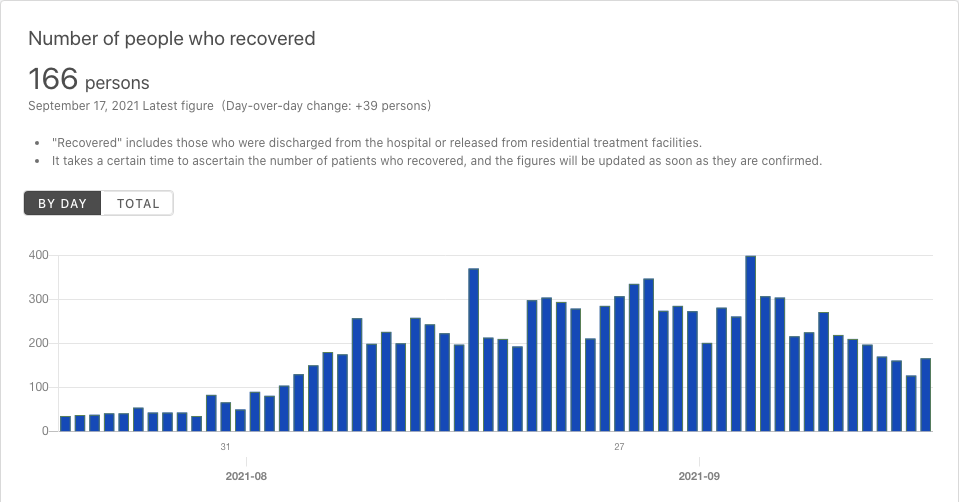 Number of people who recovered
166 persons
September 17, 2021 Latest figure (Day-over-day change: +39 persons)
• "Recovered" includes those who were discharged from the hospital or released from residential treatment facilities.
• It takes a certain time to ascertain the number of patients who recovered, and the figures will be updated as soon as they are confirmed.
BY DAY TOTAL
400
300
200
100
0
31 27
2021-08 2021-09